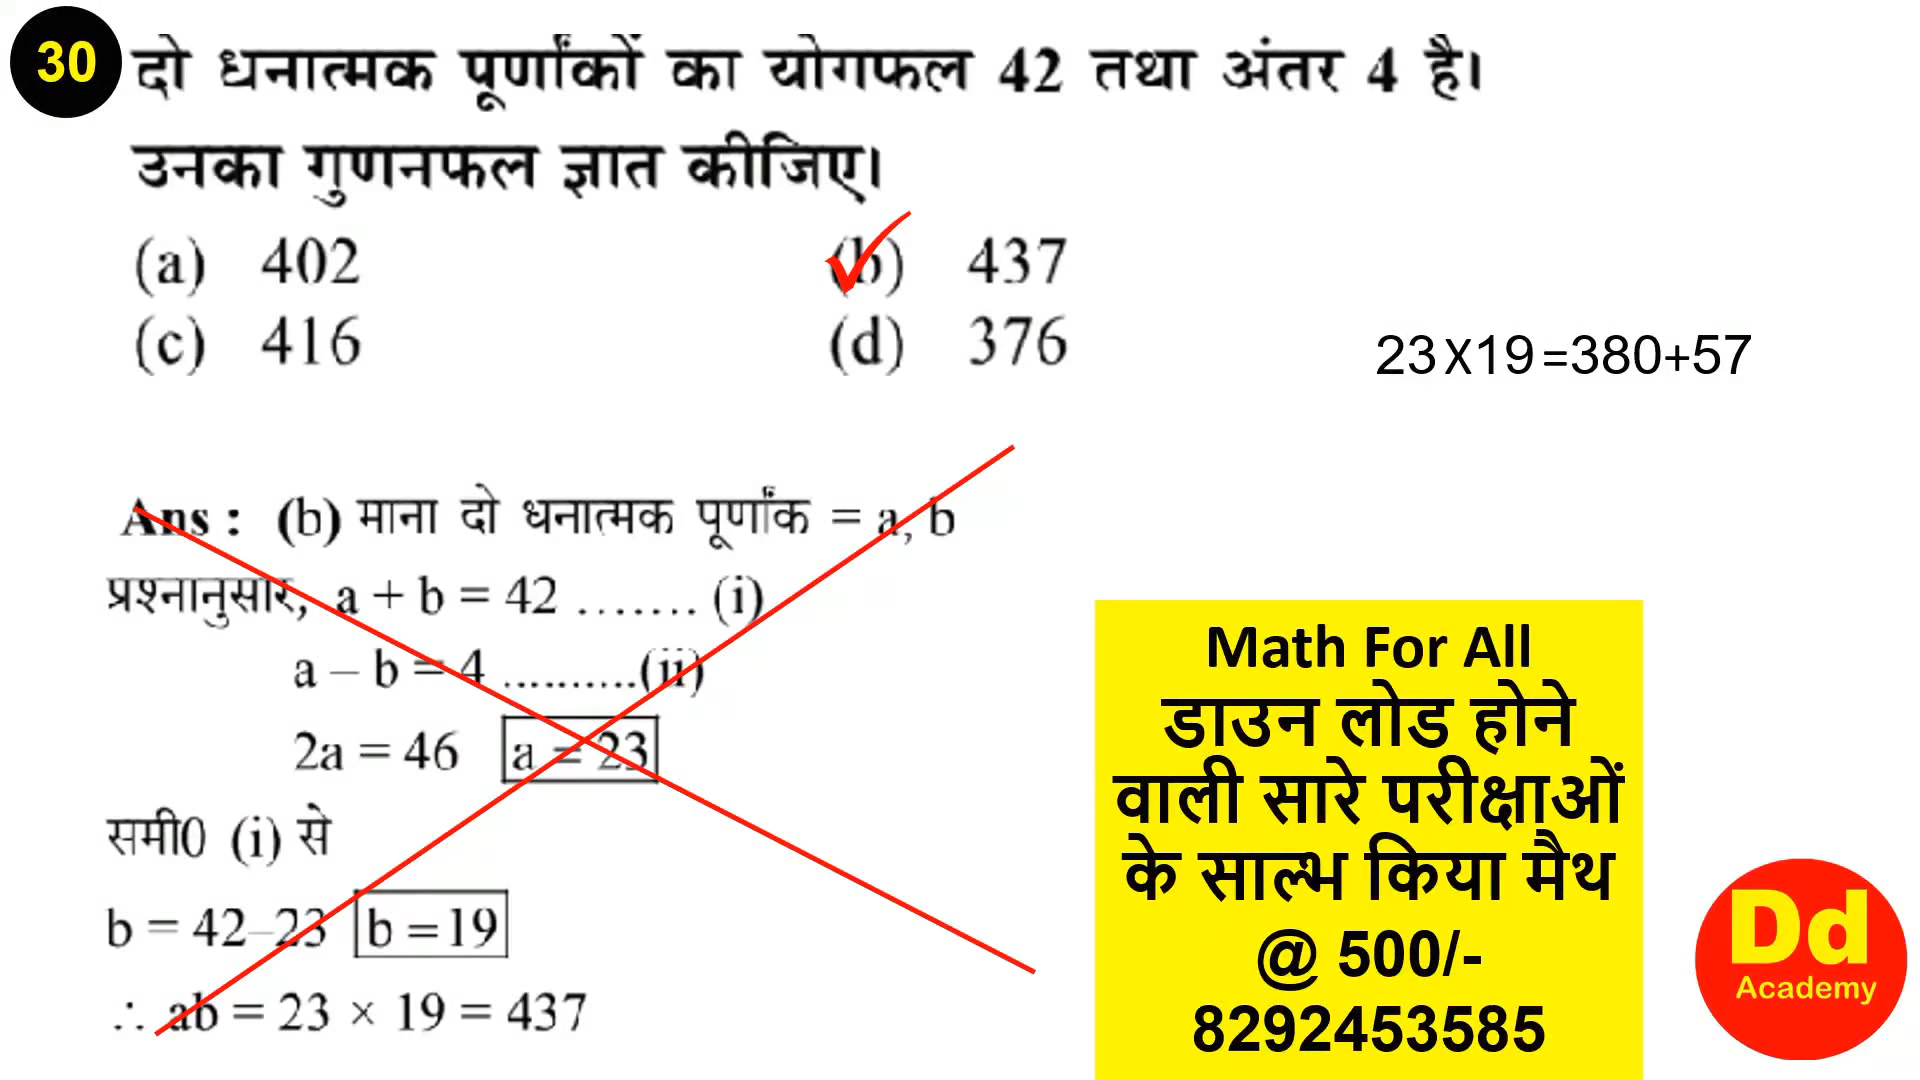 30 दो धनात्मक पूर्णांकों का योगफल 42 तथा अंतर 4 है।
उनका गुणनफल ज्ञात कीजिए।
(a) 402 (b) 437
(c) 416 (d) 376
23X19=380+57
Ans : (b) माना दो धनात्मक पूर्णांक = a, b
प्रश्नानुसार, a + b = 42 ....... (i)
a – b = 4 ..........(ii)
2a = 46 a = 23
समी0 (i) से
b = 42–23 b = 19
∴ ab = 23 × 19 = 437
Math For All
डाउन लोड होने
वाली सारे परीक्षाओं
के साल्भ किया मैथ
@ 500/-
8292453585
Dd
Academy